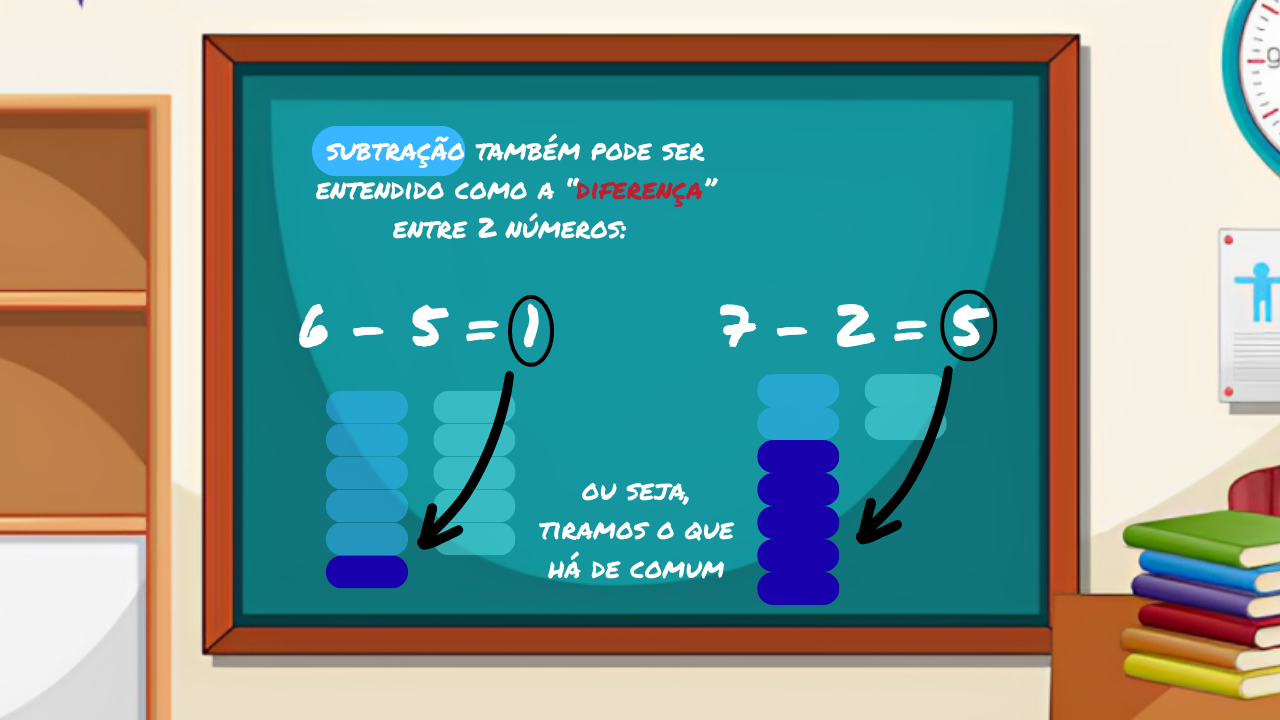 SUBTRAÇÃO TAMBÉM PODE SER
ENTENDIDO COMO A "DIFERENÇA"
ENTRE 2 NÚMEROS:
6 - 5 = 1
7 - 2 = 5
OU SEJA,
TIRAMOS O QUE
HÁ DE COMUM
9